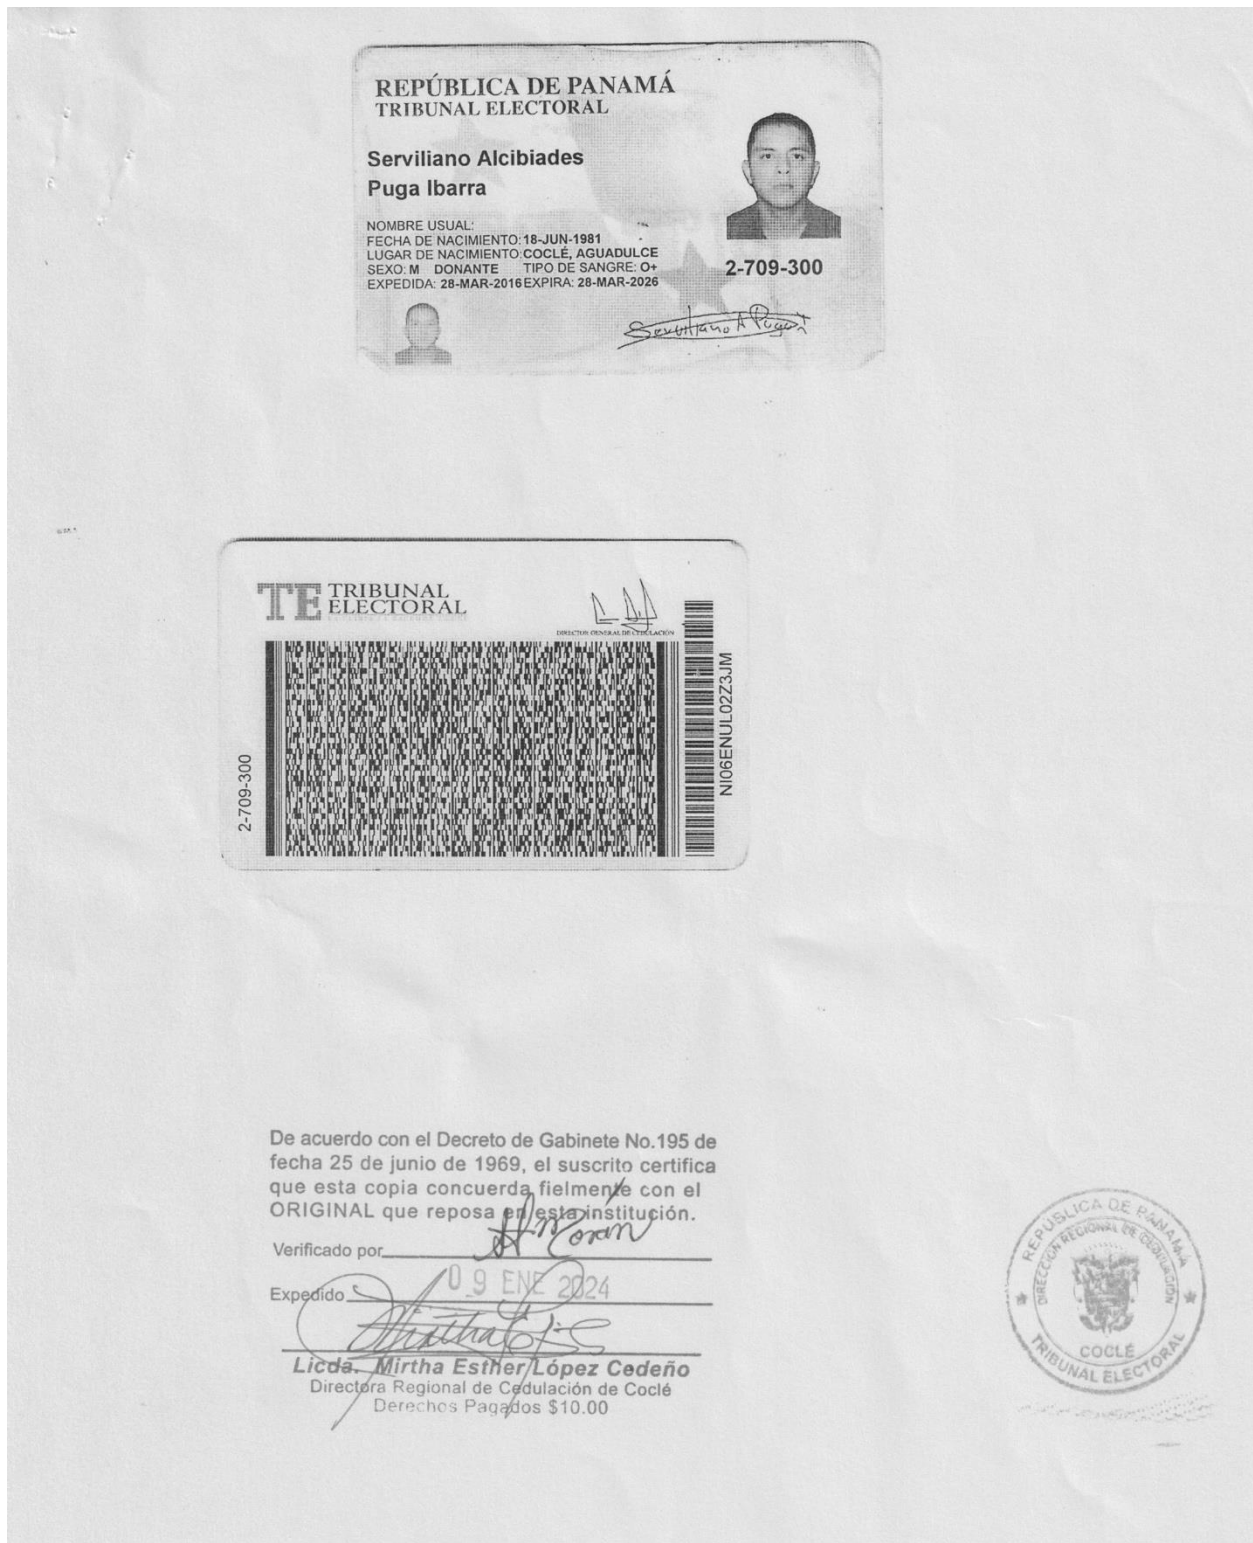 REPÚBLICA DE PANAMÁ
TRIBUNAL ELECTORAL
Serviliano Alcibiades
Puga Ibarra
NOMBRE USUAL:
FECHA DE NACIMIENTO: 18-JUN-1981
LUGAR DE NACIMIENTO: COCLÉ, AGUADULCE
SEXO: M DONANTE TIPO DE SANGRE: O+
EXPEDIDA: 28-MAR-2016 EXPIRA: 28-MAR-2026
2-709-300
Serviliano A Puga I
TE TRIBUNAL
ELECTORAL
DIRECTOR GENERAL DE CEDULACIÓN
2-709-300
NI06ENUL02Z3JM
De acuerdo con el Decreto de Gabinete No.195 de
fecha 25 de junio de 1969, el suscrito certifica
que esta copia concuerda fielmente con el
ORIGINAL que reposa en esta institución.
Verificado por
Expedido 09 ENE 2024
Licda. Mirtha Esther López Cedeño
Directora Regional de Cedulación de Coclé
Derechos Pagados $10.00
REPÚBLICA DE PANAMÁ
DIRECCIÓN REGIONAL DE CEDULACIÓN
COCLÉ
TRIBUNAL ELECTORAL